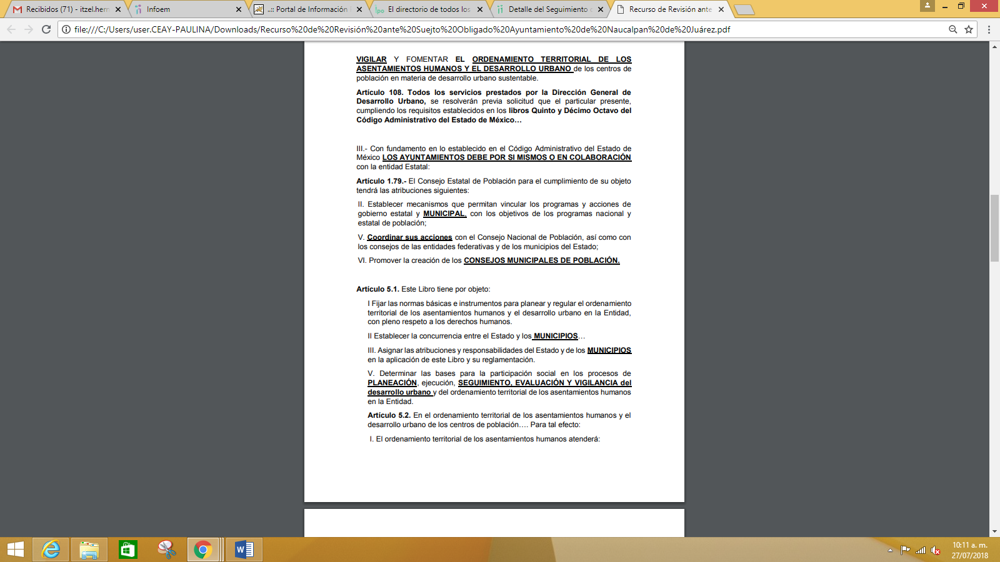 Recibidos (71) - itzel.hern
Infoem
..:: Portal de Información
El directorio de todos los
Detalle del Seguimiento
Recurso de Revisión ante
file:///C:/Users/user.CEAY-PAULINA/Downloads/Recurso%20de%20Revisión%20ante%20Suejto%20Obligado%20Ayuntamiento%20de%20Naucalpan%20de%20Juárez.pdf
VIGILAR Y FOMENTAR EL ORDENAMIENTO TERRITORIAL DE LOS
ASENTAMIENTOS HUMANOS Y EL DESARROLLO URBANO de los centros de
población en materia de desarrollo urbano sustentable.
Artículo 108. Todos los servicios prestados por la Dirección General de
Desarrollo Urbano, se resolverán previa solicitud que el particular presente,
cumpliendo los requisitos establecidos en los libros Quinto y Décimo Octavo del
Código Administrativo del Estado de México...
III.- Con fundamento en lo establecido en el Código Administrativo del Estado de
México LOS AYUNTAMIENTOS DEBE POR SI MISMOS O EN COLABORACIÓN
con la entidad Estatal:
Artículo 1.79.- El Consejo Estatal de Población para el cumplimiento de su objeto
tendrá las atribuciones siguientes:
II. Establecer mecanismos que permitan vincular los programas y acciones de
gobierno estatal y MUNICIPAL, con los objetivos de los programas nacional y
estatal de población;
V. Coordinar sus acciones con el Consejo Nacional de Población, así como con
los consejos de las entidades federativas y de los municipios del Estado;
VI. Promover la creación de los CONSEJOS MUNICIPALES DE POBLACIÓN.
Artículo 5.1. Este Libro tiene por objeto:
I Fijar las normas básicas e instrumentos para planear y regular el ordenamiento
territorial de los asentamientos humanos y el desarrollo urbano en la Entidad,
con pleno respeto a los derechos humanos.
II Establecer la concurrencia entre el Estado y los MUNICIPIOS...
III. Asignar las atribuciones y responsabilidades del Estado y de los MUNICIPIOS
en la aplicación de este Libro y su reglamentación.
V. Determinar las bases para la participación social en los procesos de
PLANEACIÓN, ejecución, SEGUIMIENTO, EVALUACIÓN Y VIGILANCIA del
desarrollo urbano y del ordenamiento territorial de los asentamientos humanos
en la Entidad.
Artículo 5.2. En el ordenamiento territorial de los asentamientos humanos y el
desarrollo urbano de los centros de población.... Para tal efecto:
I. El ordenamiento territorial de los asentamientos humanos atenderá:
10:11 a. m.
27/07/2018